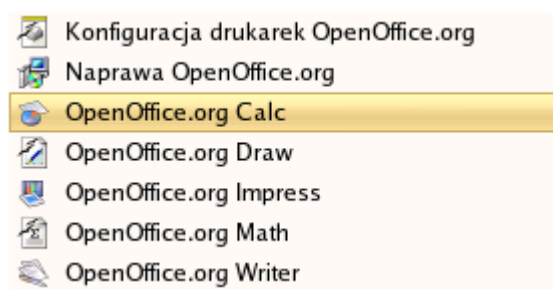 Konfiguracja drukarek OpenOffice.org
Naprawa OpenOffice.org
OpenOffice.org Calc
OpenOffice.org Draw
OpenOffice.org Impress
OpenOffice.org Math
OpenOffice.org Writer